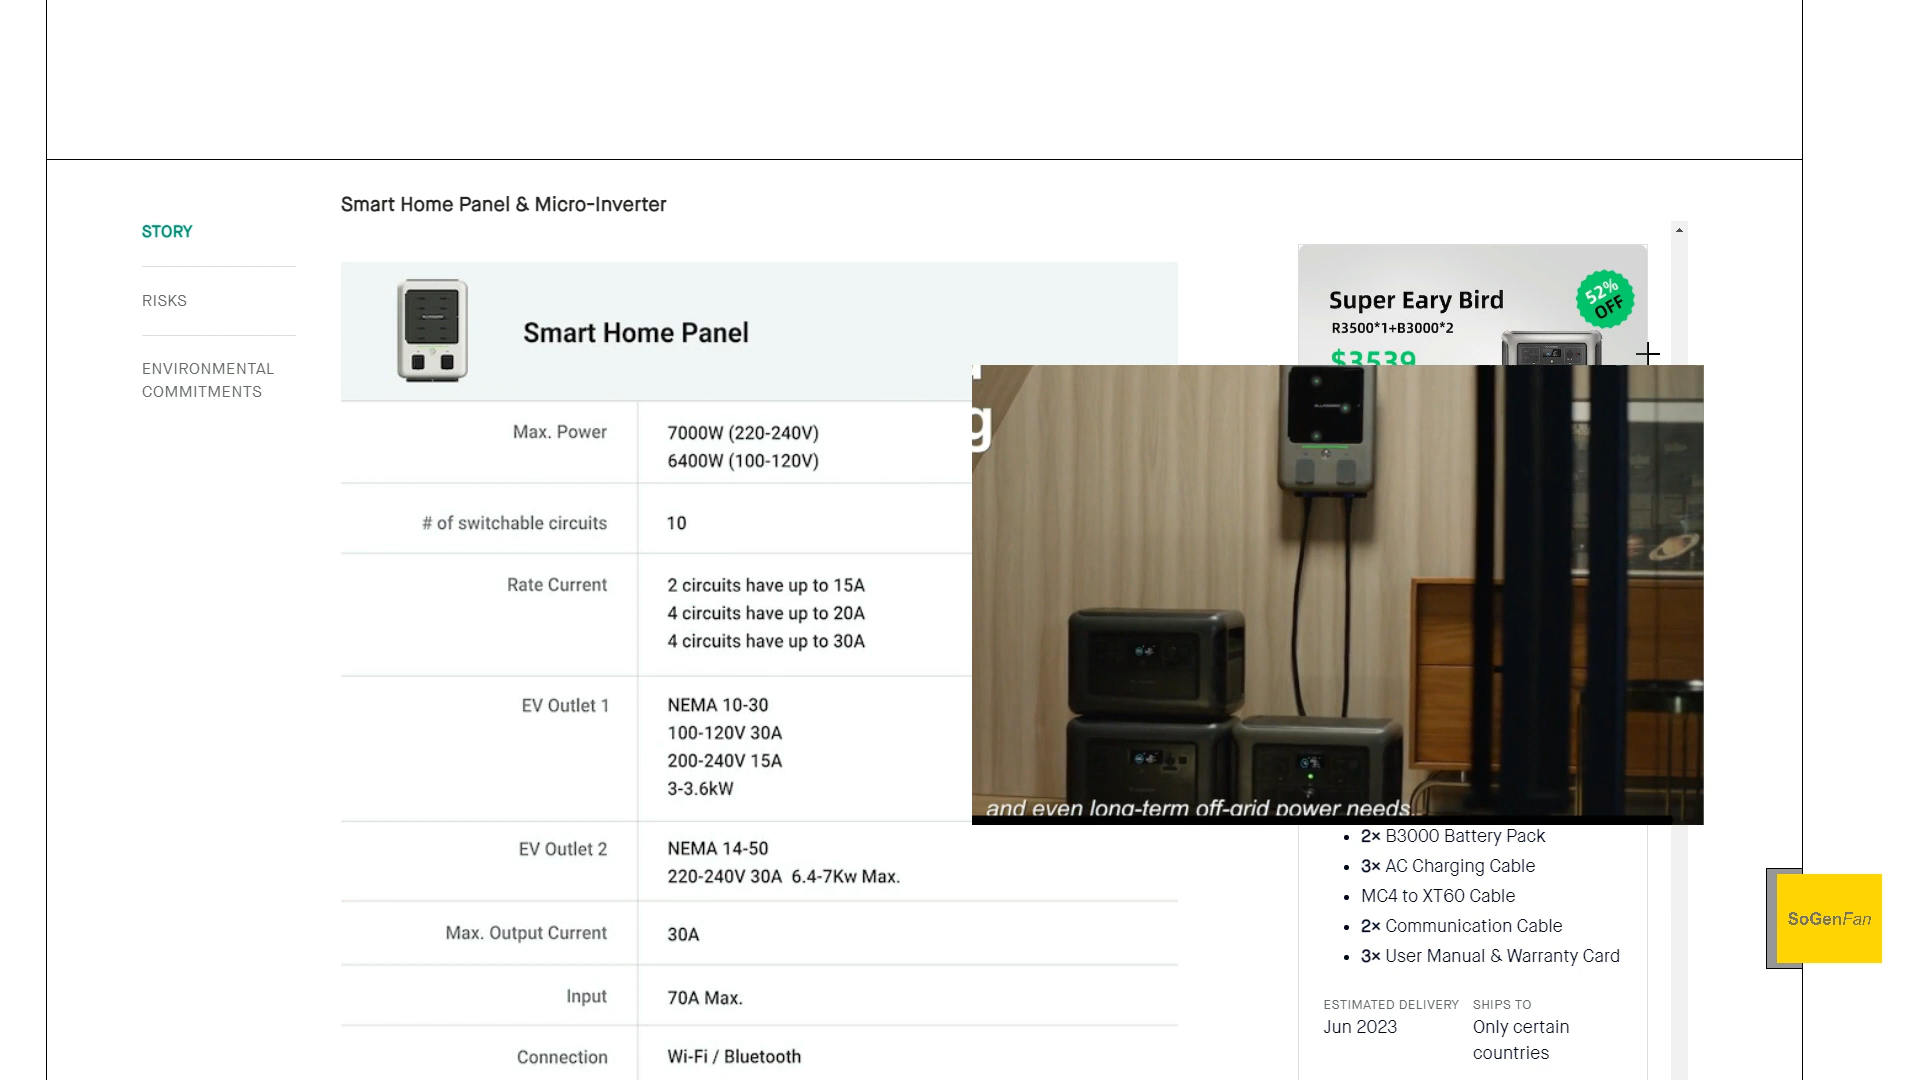 Smart Home Panel & Micro-Inverter
STORY
RISKS
ENVIRONMENTAL
COMMITMENTS
Smart Home Panel
Max. Power
7000W (220-240V)
6400W (100-120V)
# of switchable circuits
10
Rate Current
2 circuits have up to 15A
4 circuits have up to 20A
4 circuits have up to 30A
EV Outlet 1
NEMA 10-30
100-120V 30A
200-240V 15A
3-3.6kW
EV Outlet 2
NEMA 14-50
220-240V 30A 6.4-7Kw Max.
Max. Output Current
30A
Input
70A Max.
Connection
Wi-Fi / Bluetooth
Super Eary Bird
R3500*1+B3000*2
$3539
52%
OFF
g
and even long-term off-grid power needs.
2× B3000 Battery Pack
3× AC Charging Cable
MC4 to XT60 Cable
2× Communication Cable
3× User Manual & Warranty Card
ESTIMATED DELIVERY
Jun 2023
SHIPS TO
Only certain
countries
SoGenFan